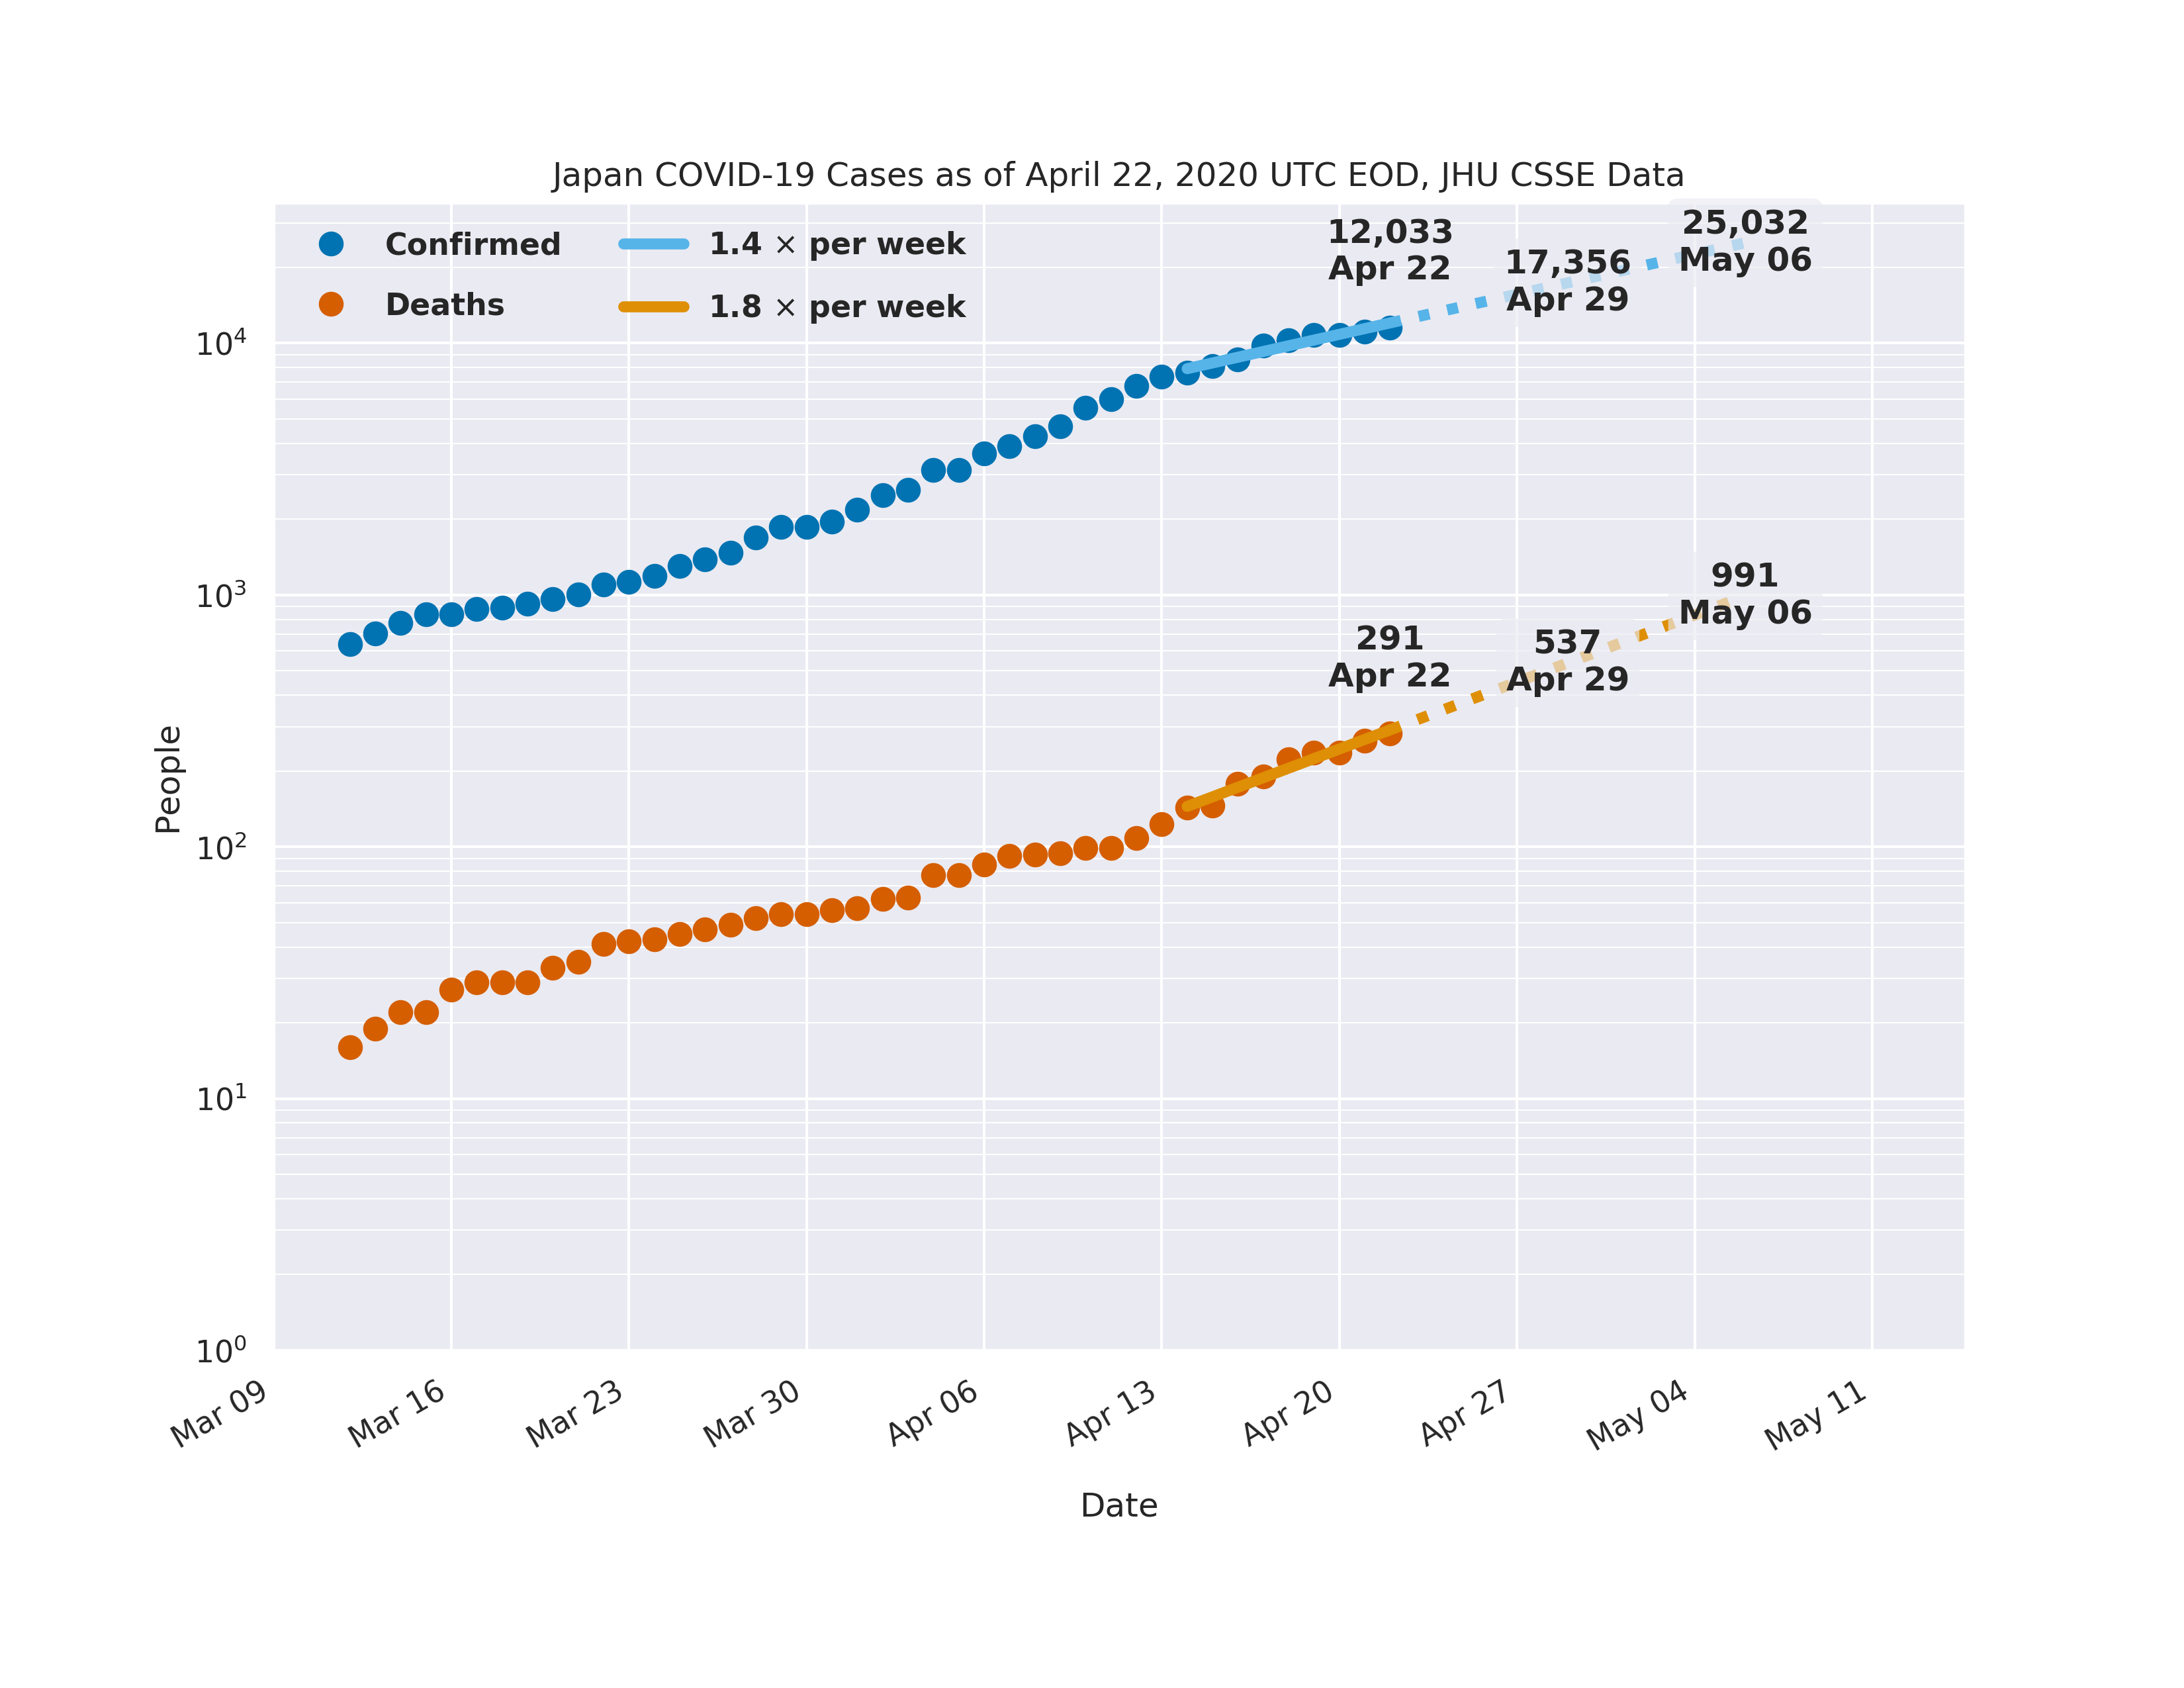 Japan COVID-19 Cases as of April 22, 2020 UTC EOD, JHU CSSE Data
Confirmed
Deaths
1.4 × per week
1.8 × per week
12,033
Apr 22
17,356
Apr 29
25,032
May 06
291
Apr 22
537
Apr 29
991
May 06
People
10⁴
10³
10²
10¹
10⁰
Mar 09
Mar 16
Mar 23
Mar 30
Apr 06
Apr 13
Apr 20
Apr 27
May 04
May 11
Date